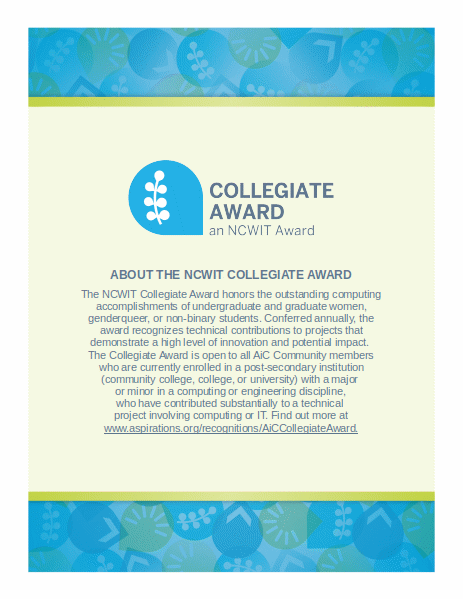 COLLEGIATE
AWARD
an NCWIT Award
ABOUT THE NCWIT COLLEGIATE AWARD
The NCWIT Collegiate Award honors the outstanding computing
accomplishments of undergraduate and graduate women,
genderqueer, or non-binary students. Conferred annually, the
award recognizes technical contributions to projects that
demonstrate a high level of innovation and potential impact.
The Collegiate Award is open to all AiC Community members
who are currently enrolled in a post-secondary institution
(community college, college, or university) with a major
or minor in a computing or engineering discipline,
who have contributed substantially to a technical
project involving computing or IT. Find out more at
www.aspirations.org/recognitions/AiCCollegiateAward.